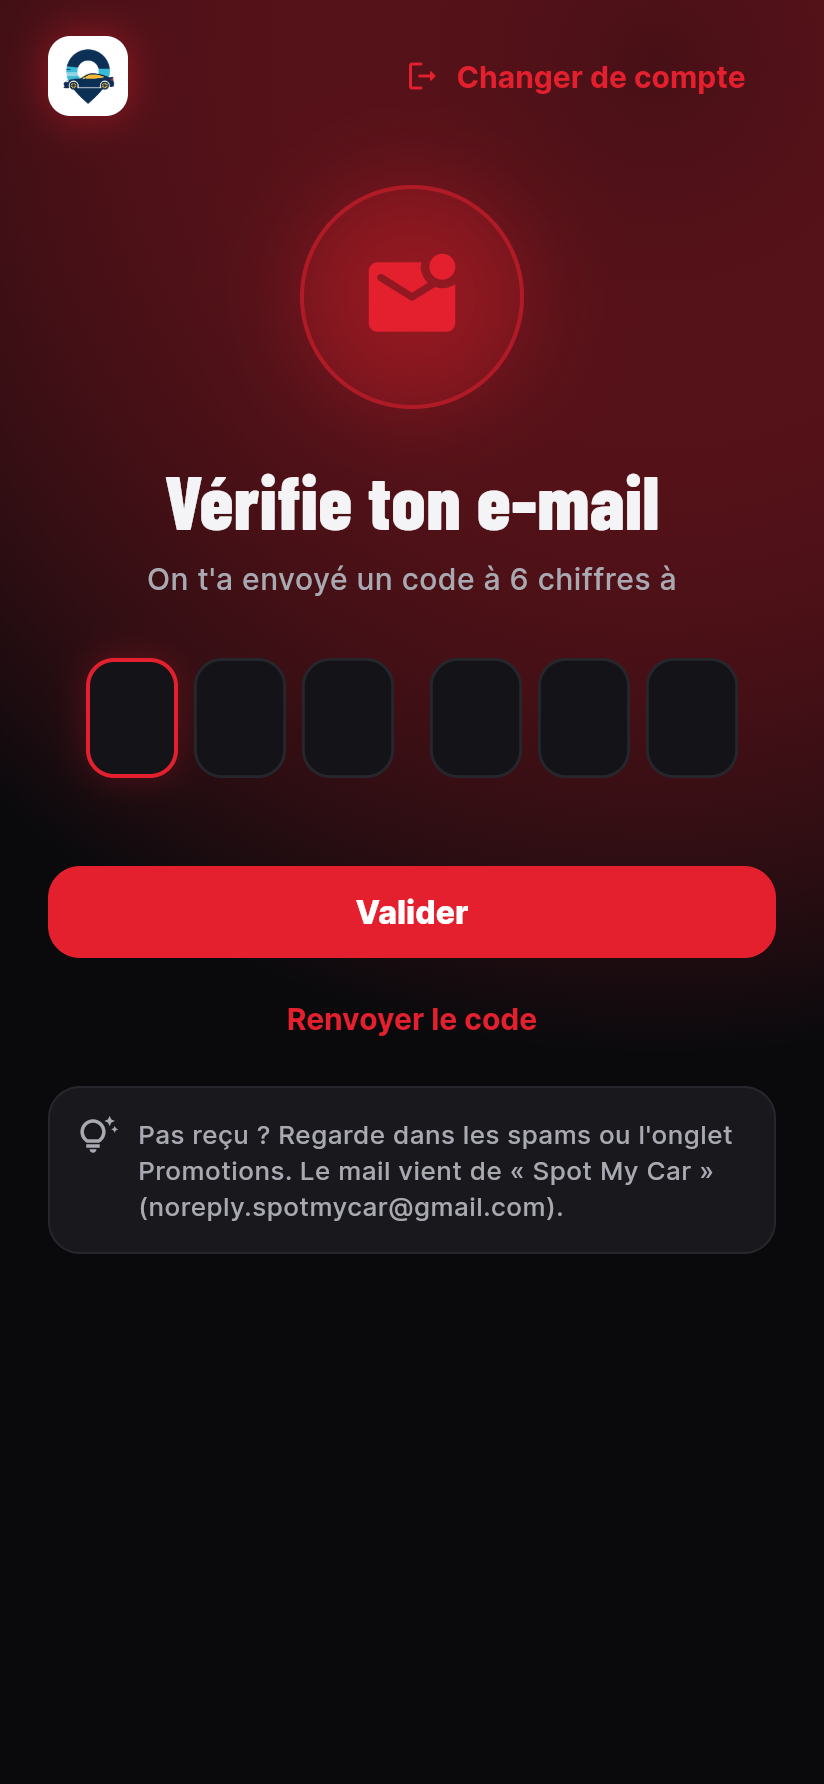 Changer de compte
Vérifie ton e-mail
On t'a envoyé un code à 6 chiffres à
Valider
Renvoyer le code
Pas reçu ? Regarde dans les spams ou l'onglet
Promotions. Le mail vient de « Spot My Car »
(noreply.spotmycar@gmail.com).